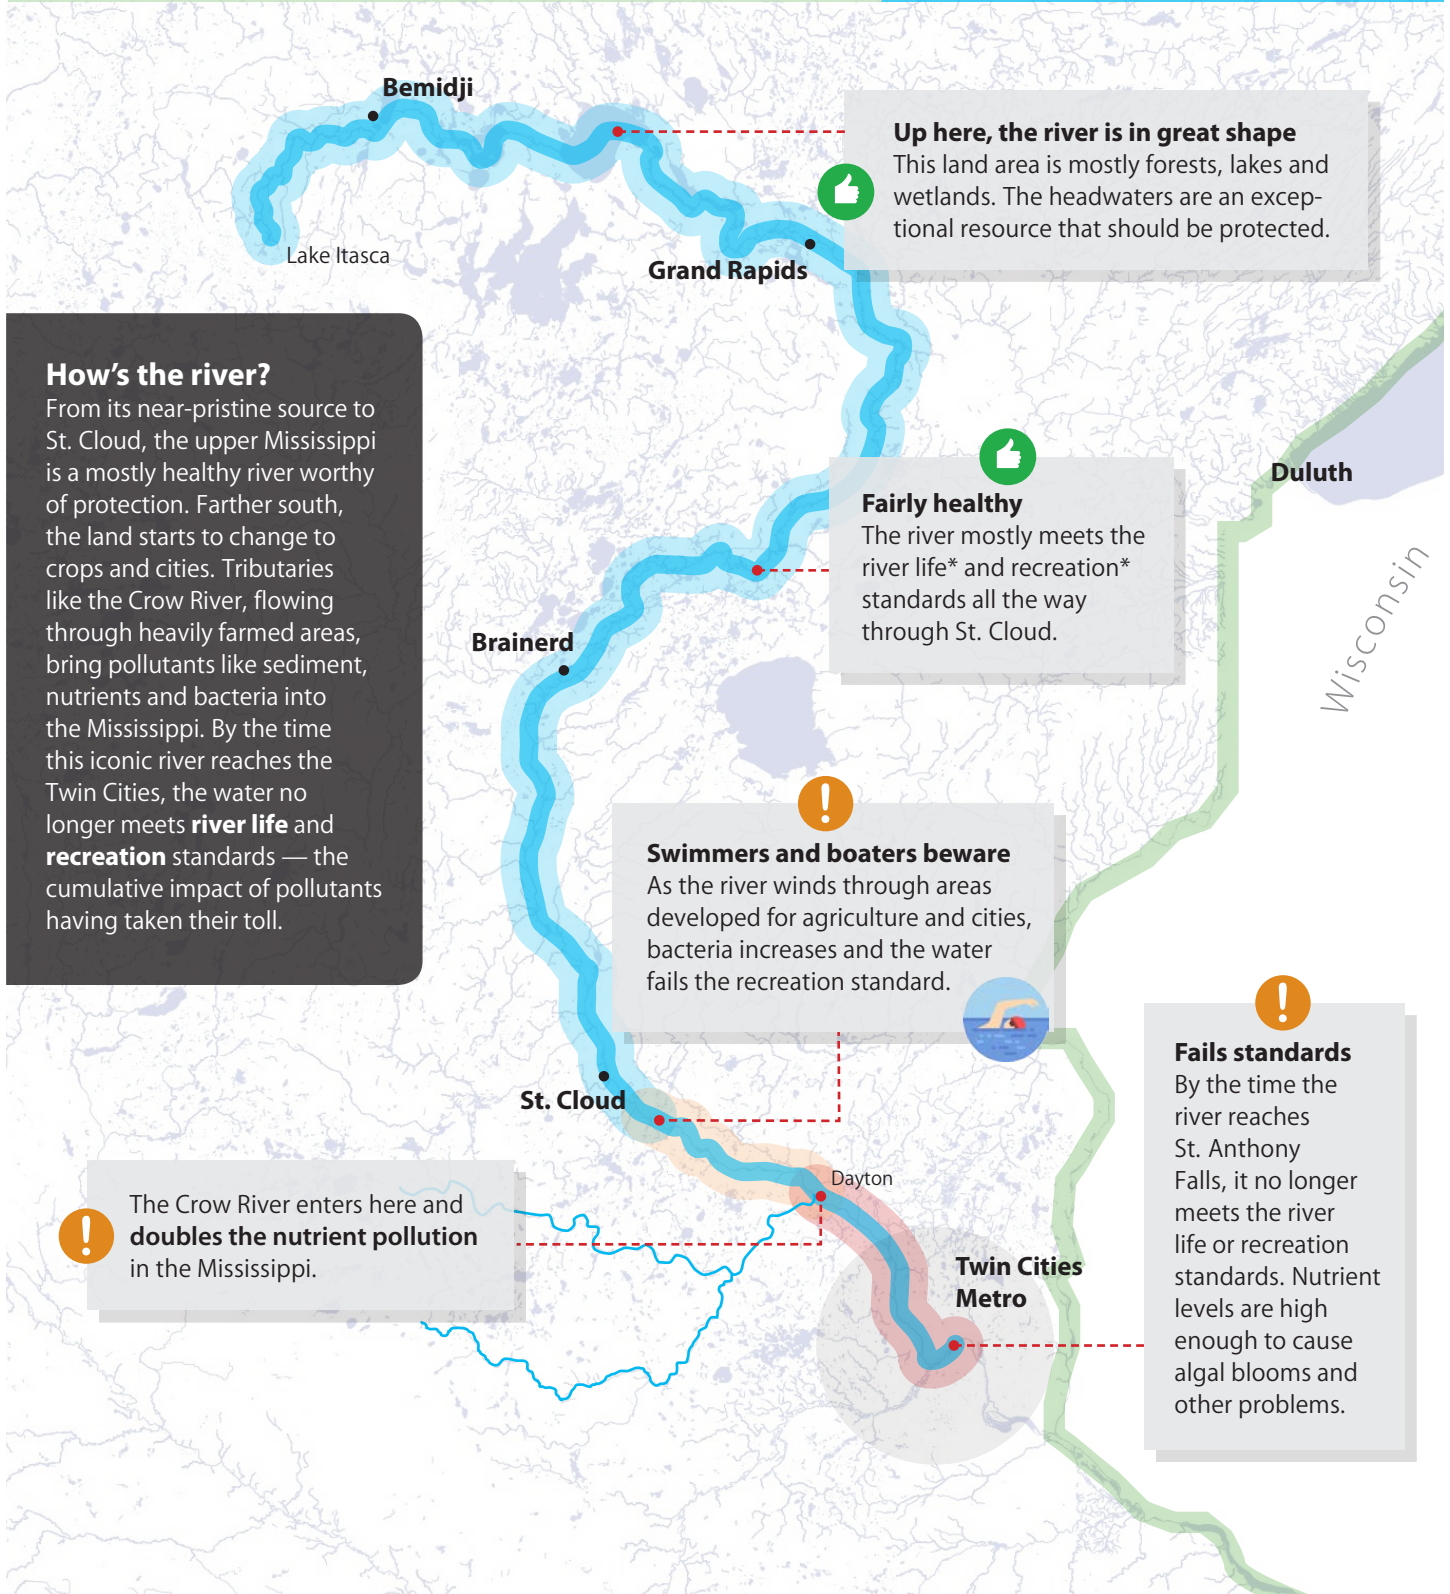 Bemidji
Up here, the river is in great shape
This land area is mostly forests, lakes and
wetlands. The headwaters are an excep-
tional resource that should be protected.
Lake Itasca
Grand Rapids
How's the river?
From its near-pristine source to
St. Cloud, the upper Mississippi
is a mostly healthy river worthy
of protection. Farther south,
the land starts to change to
crops and cities. Tributaries
like the Crow River, flowing
through heavily farmed areas,
bring pollutants like sediment,
nutrients and bacteria into
the Mississippi. By the time
this iconic river reaches the
Twin Cities, the water no
longer meets river life and
recreation standards — the
cumulative impact of pollutants
having taken their toll.
Duluth
Fairly healthy
The river mostly meets the
river life* and recreation*
standards all the way
through St. Cloud.
Wisconsin
Brainerd
Swimmers and boaters beware
As the river winds through areas
developed for agriculture and cities,
bacteria increases and the water
fails the recreation standard.
St. Cloud
Fails standards
By the time the
river reaches
St. Anthony
Falls, it no longer
meets the river
life or recreation
standards. Nutrient
levels are high
enough to cause
algal blooms and
other problems.
Dayton
The Crow River enters here and
doubles the nutrient pollution
in the Mississippi.
Twin Cities
Metro